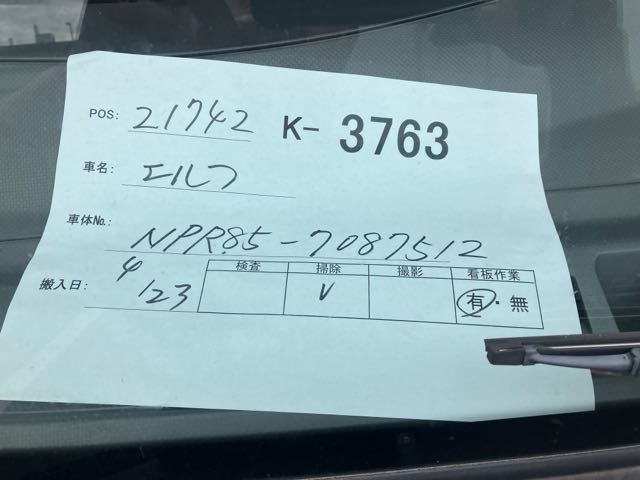 POS: 21742 K- 3763
車名: エルフ
車体No.: NPR85-7087512
搬入日: 4/23
検査 掃除 撮影 看板作業
✓ 有・無